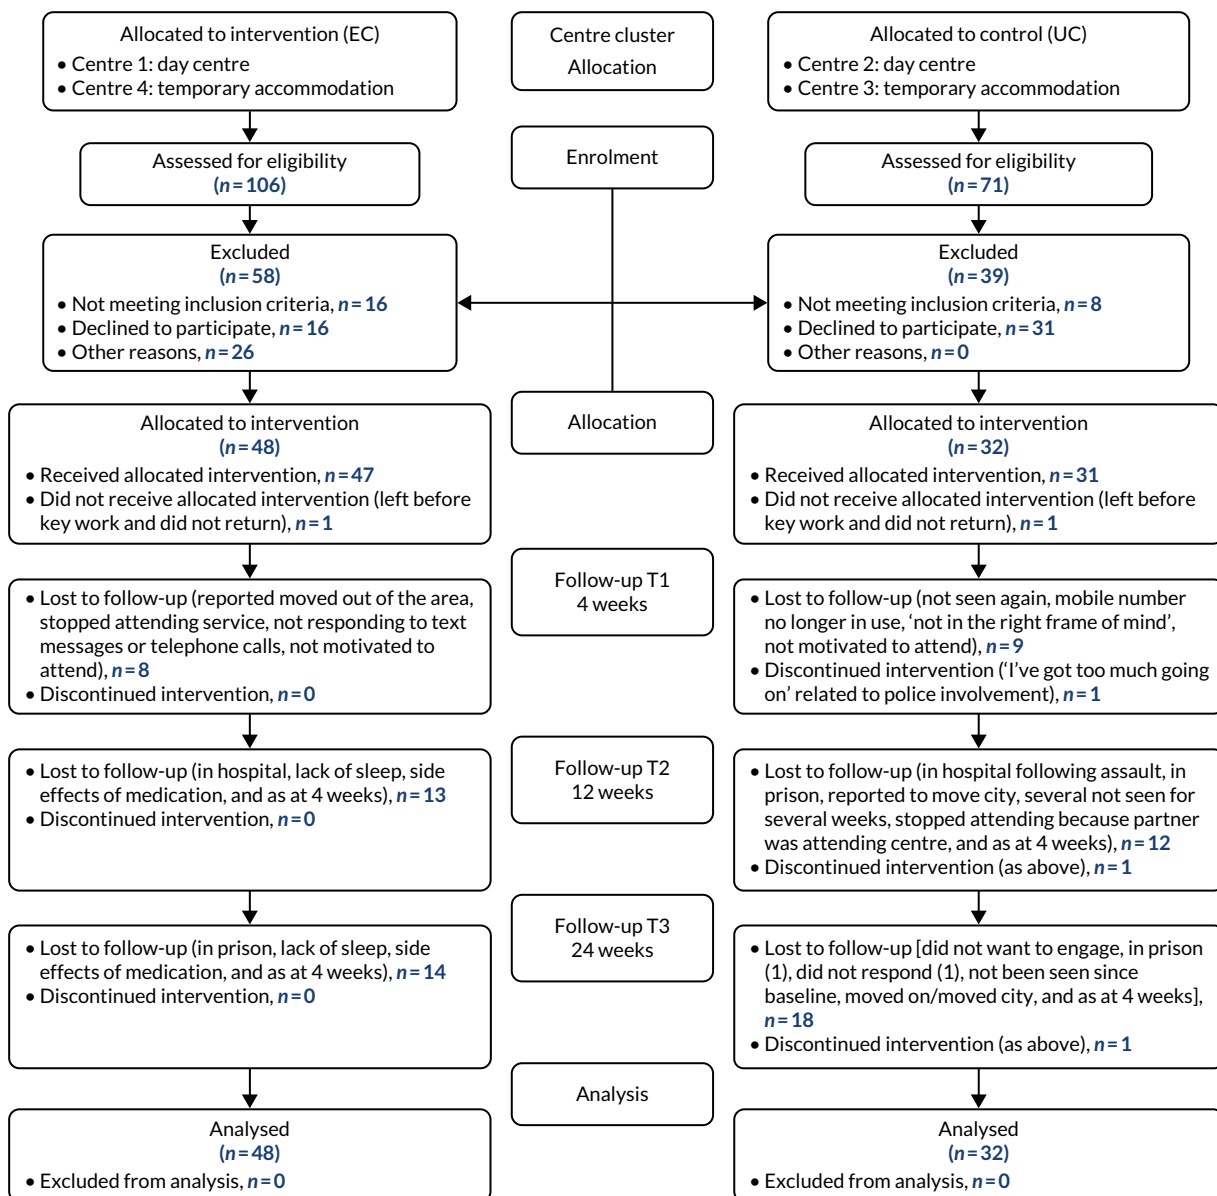 Allocated to intervention (EC)
• Centre 1: day centre
• Centre 4: temporary accommodation
Centre cluster
Allocation
Allocated to control (UC)
• Centre 2: day centre
• Centre 3: temporary accommodation
Assessed for eligibility
(n=106)
Enrolment
Assessed for eligibility
(n=71)
Excluded
(n=58)
• Not meeting inclusion criteria, n=16
• Declined to participate, n=16
• Other reasons, n=26
Excluded
(n=39)
• Not meeting inclusion criteria, n=8
• Declined to participate, n=31
• Other reasons, n=0
Allocated to intervention
(n=48)
• Received allocated intervention, n=47
• Did not receive allocated intervention (left before
key work and did not return), n=1
Allocation
Allocated to intervention
(n=32)
• Received allocated intervention, n=31
• Did not receive allocated intervention (left before
key work and did not return), n=1
• Lost to follow-up (reported moved out of the area,
stopped attending service, not responding to text
messages or telephone calls, not motivated to
attend), n=8
• Discontinued intervention, n=0
Follow-up T1
4 weeks
• Lost to follow-up (not seen again, mobile number
no longer in use, ‘not in the right frame of mind’,
not motivated to attend), n=9
• Discontinued intervention (‘I’ve got too much going
on’ related to police involvement), n=1
• Lost to follow-up (in hospital, lack of sleep, side
effects of medication, and as at 4 weeks), n=13
• Discontinued intervention, n=0
Follow-up T2
12 weeks
• Lost to follow-up (in hospital following assault, in
prison, reported to move city, several not seen for
several weeks, stopped attending because partner
was attending centre, and as at 4 weeks), n=12
• Discontinued intervention (as above), n=1
• Lost to follow-up (in prison, lack of sleep, side
effects of medication, and as at 4 weeks), n=14
• Discontinued intervention, n=0
Follow-up T3
24 weeks
• Lost to follow-up [did not want to engage, in prison
(1), did not respond (1), not been seen since
baseline, moved on/moved city, and as at 4 weeks],
n=18
• Discontinued intervention (as above), n=1
Analysis
Analysed
(n=48)
• Excluded from analysis, n=0
Analysed
(n=32)
• Excluded from analysis, n=0